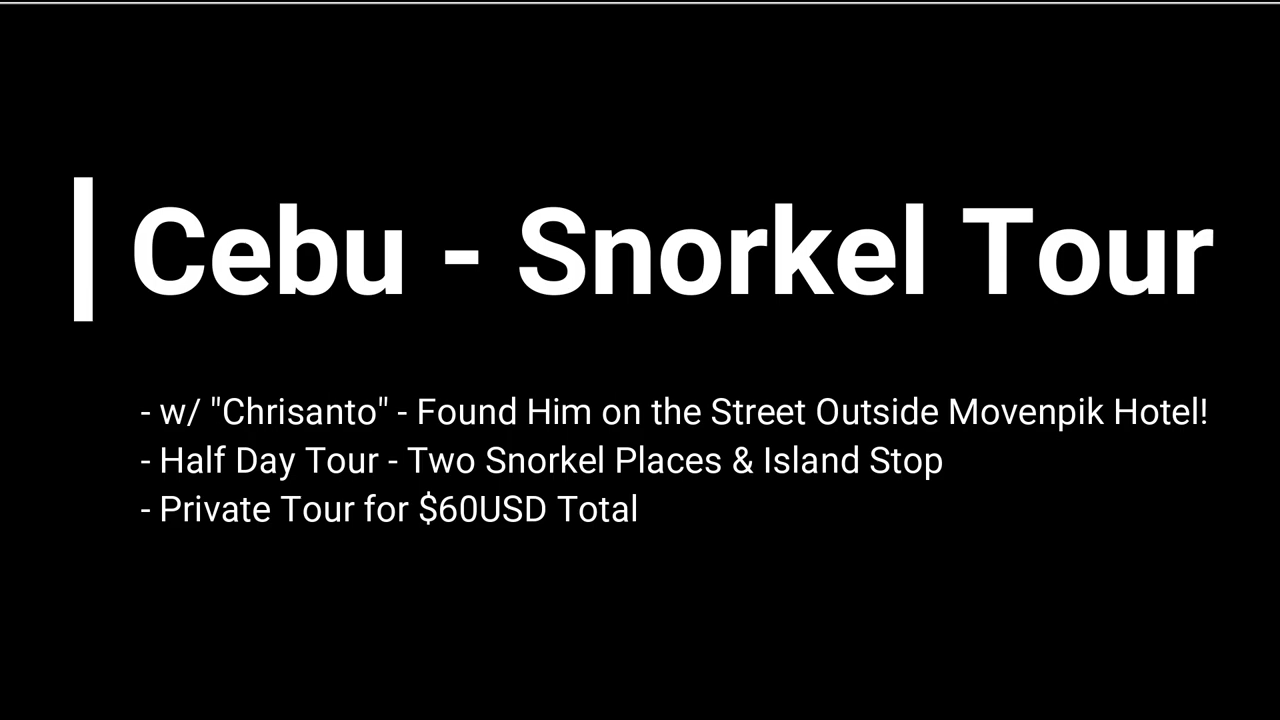 Cebu - Snorkel Tour
- w/ "Chrisanto" - Found Him on the Street Outside Movenpik Hotel!
- Half Day Tour - Two Snorkel Places & Island Stop
- Private Tour for $60USD Total